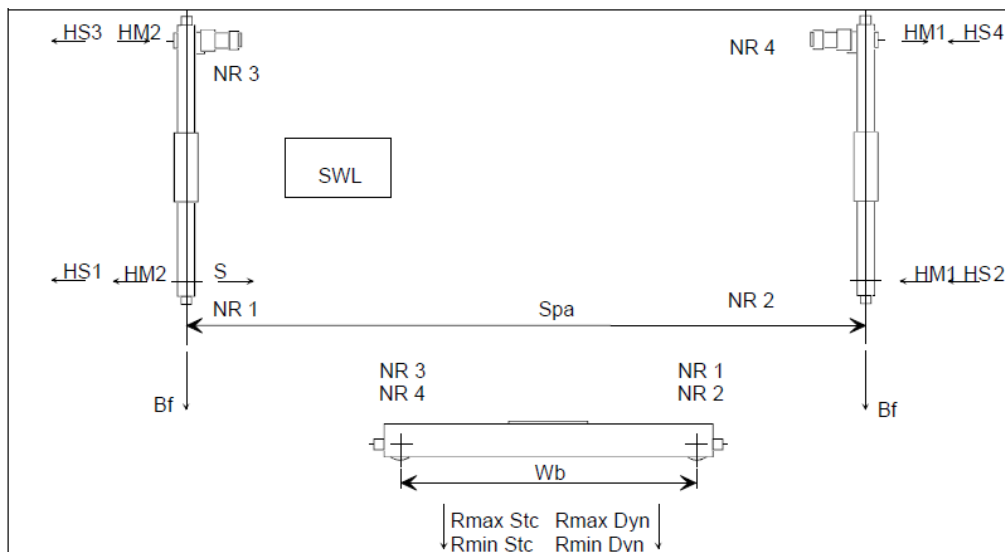 HS3 HM2 NR 4 HM1 HS4
NR 3
SWL
HS1 HM2 S HM1 HS2
NR 1 Spa NR 2
NR 3 NR 1
NR 4 NR 2
Bf Bf
Wb
Rmax Stc Rmax Dyn
Rmin Stc Rmin Dyn